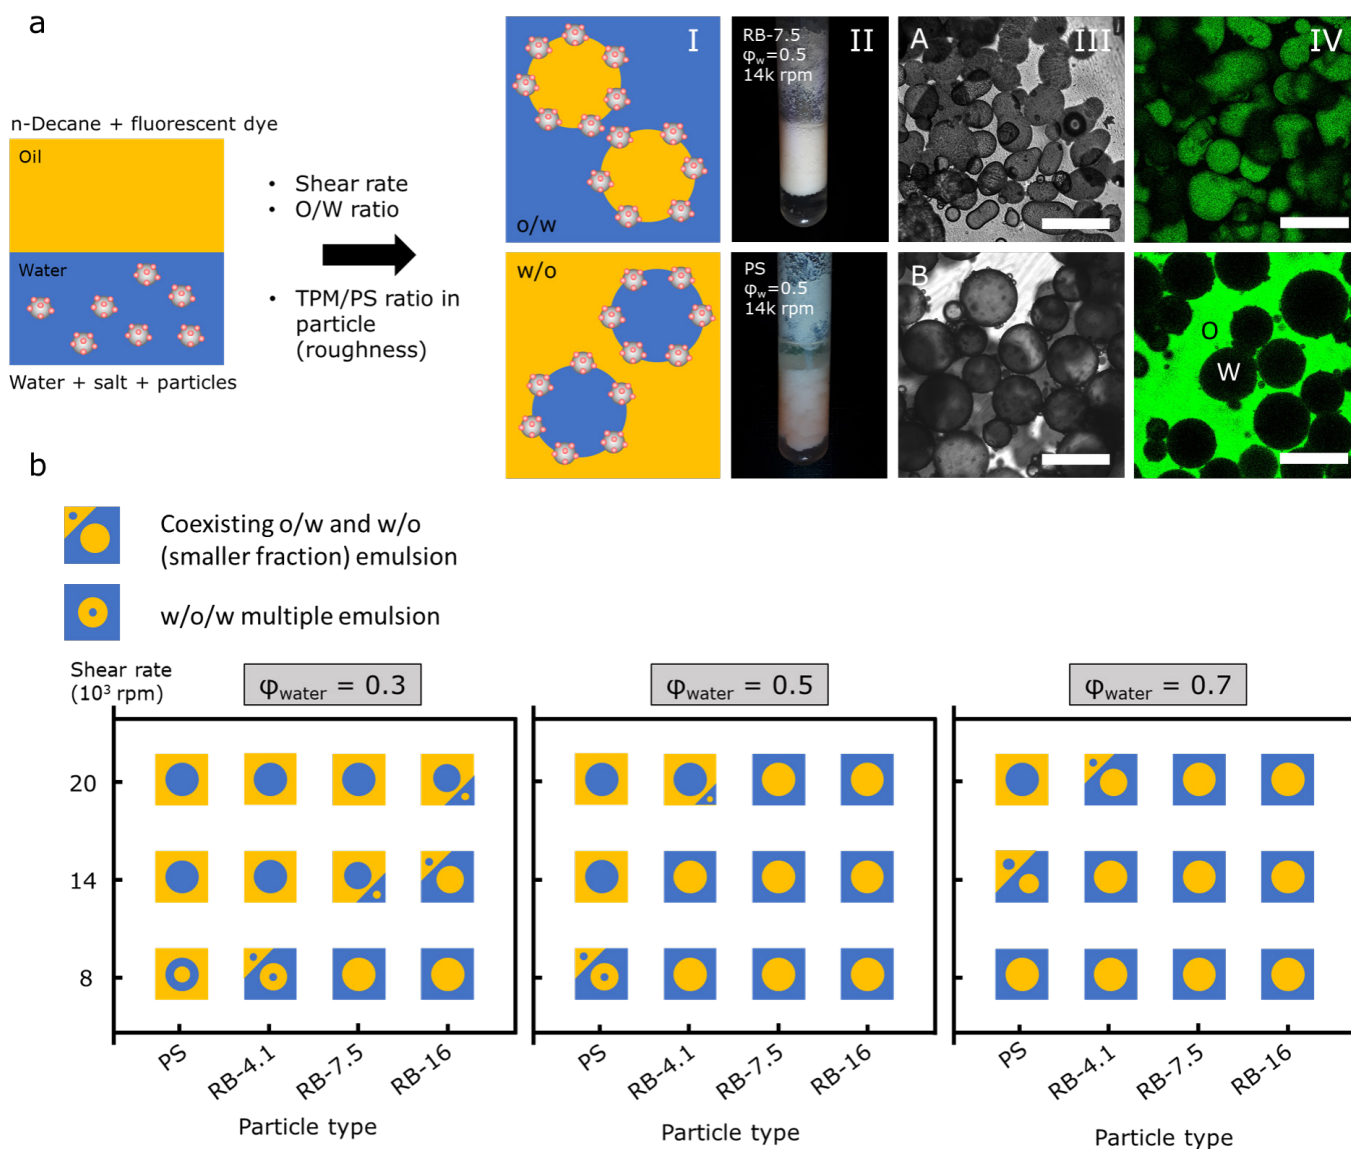 a
n-Decane + fluorescent dye
Oil
Water
Water + salt + particles
• Shear rate
• O/W ratio
• TPM/PS ratio in
particle
(roughness)
I
o/w
II
RB-7.5
φw=0.5
14k rpm
A
III
IV
w/o
PS
φw=0.5
14k rpm
B
O
W
b
Coexisting o/w and w/o
(smaller fraction) emulsion
w/o/w multiple emulsion
Shear rate
(10³ rpm)
φwater = 0.3
φwater = 0.5
φwater = 0.7
20
14
8
PS
RB-4.1
RB-7.5
RB-16
Particle type
PS
RB-4.1
RB-7.5
RB-16
Particle type
PS
RB-4.1
RB-7.5
RB-16
Particle type